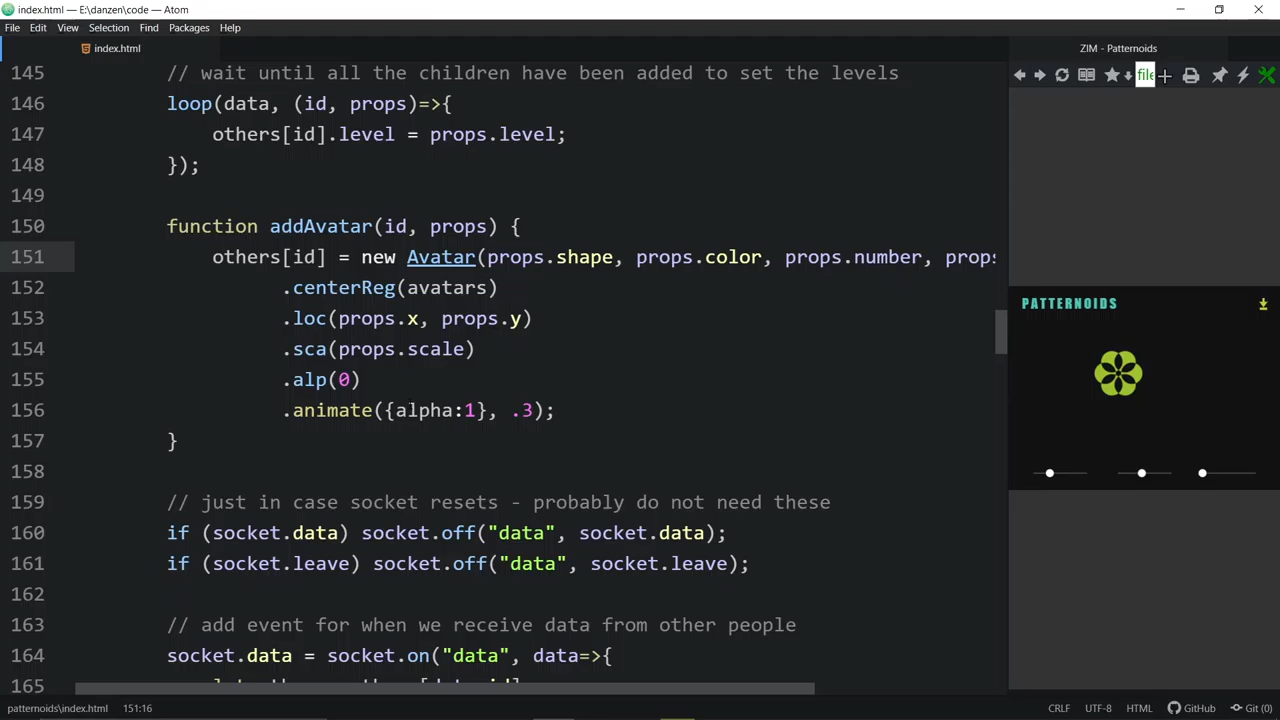 index.html — E:\danzen\code — Atom
File Edit View Selection Find Packages Help
index.html
ZIM - Patternoids
file
145 // wait until all the children have been added to set the levels
146 loop(data, (id, props)=>{
147 others[id].level = props.level;
148 });
149
150 function addAvatar(id, props) {
151 others[id] = new Avatar(props.shape, props.color, props.number, props
152 .centerReg(avatars)
153 .loc(props.x, props.y)
154 .sca(props.scale)
155 .alp(0)
156 .animate({alpha:1}, .3);
157 }
158
159 // just in case socket resets - probably do not need these
160 if (socket.data) socket.off("data", socket.data);
161 if (socket.leave) socket.off("data", socket.leave);
162
163 // add event for when we receive data from other people
164 socket.data = socket.on("data", data=>{
165
PATTERNOIDS
patternoids\index.html 151:16
CRLF UTF-8 HTML GitHub Git (0)